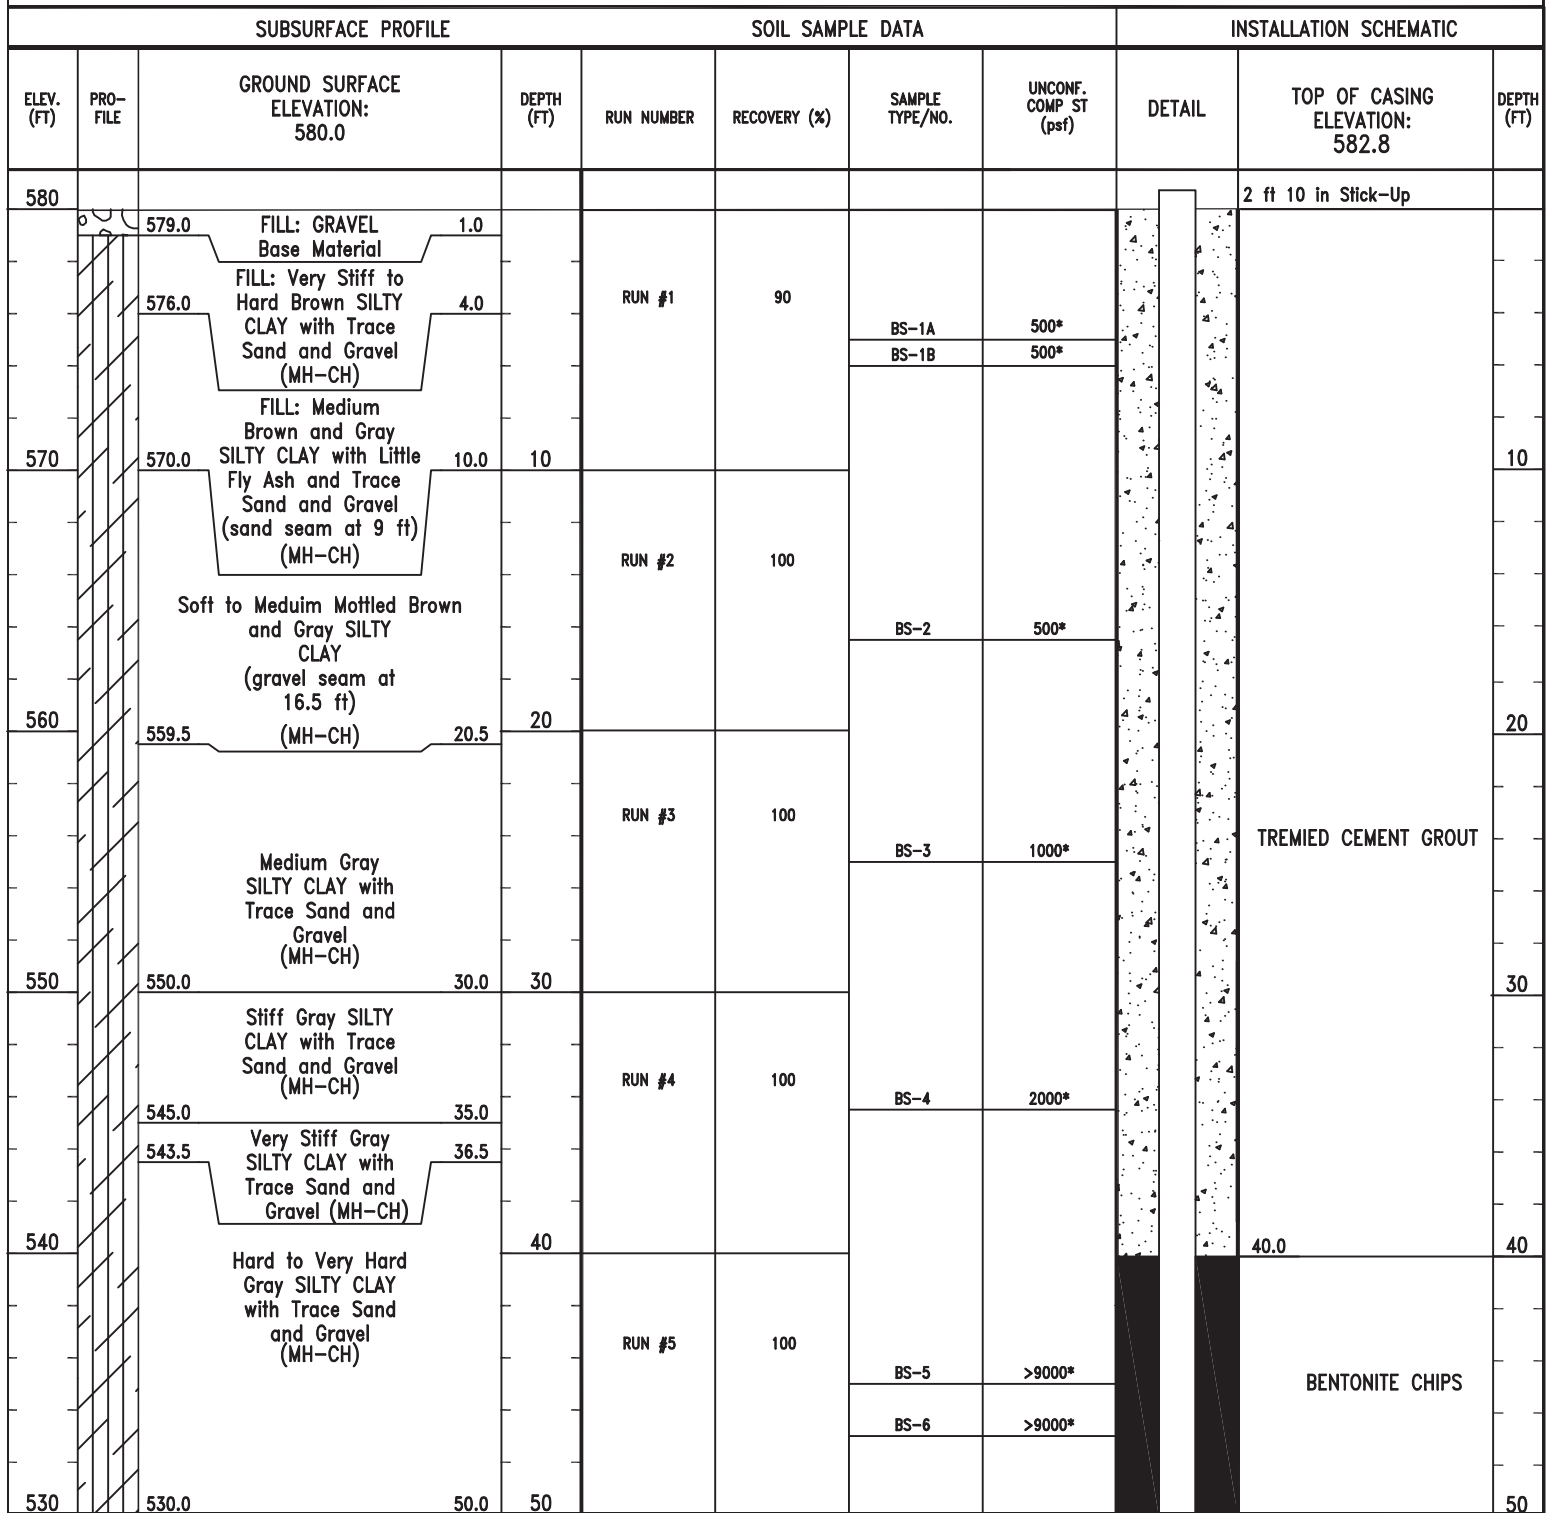 SUBSURFACE PROFILE
SOIL SAMPLE DATA
INSTALLATION SCHEMATIC
ELEV.
(FT)
PRO-
FILE
GROUND SURFACE
ELEVATION:
580.0
DEPTH
(FT)
RUN NUMBER
RECOVERY (%)
SAMPLE
TYPE/NO.
UNCONF.
COMP ST
(psf)
DETAIL
TOP OF CASING
ELEVATION:
582.8
DEPTH
(FT)
580
2 ft 10 in Stick-Up
579.0
FILL: GRAVEL
Base Material
1.0
576.0
FILL: Very Stiff to
Hard Brown SILTY
CLAY with Trace
Sand and Gravel
(MH-CH)
4.0
RUN #1
90
BS-1A
500*
BS-1B
500*
570
570.0
FILL: Medium
Brown and Gray
SILTY CLAY with Little
Fly Ash and Trace
Sand and Gravel
(sand seam at 9 ft)
(MH-CH)
10.0
10
10
RUN #2
100
Soft to Meduim Mottled Brown
and Gray SILTY
CLAY
(gravel seam at
16.5 ft)
(MH-CH)
BS-2
500*
560
559.5
20.5
20
20
RUN #3
100
BS-3
1000*
TREMIED CEMENT GROUT
Medium Gray
SILTY CLAY with
Trace Sand and
Gravel
(MH-CH)
550
550.0
30.0
30
30
Stiff Gray SILTY
CLAY with Trace
Sand and Gravel
(MH-CH)
RUN #4
100
BS-4
2000*
545.0
35.0
543.5
Very Stiff Gray
SILTY CLAY with
Trace Sand and
Gravel (MH-CH)
36.5
540
40
40.0
40
Hard to Very Hard
Gray SILTY CLAY
with Trace Sand
and Gravel
(MH-CH)
RUN #5
100
BS-5
>9000*
BENTONITE CHIPS
BS-6
>9000*
530
530.0
50.0
50
50